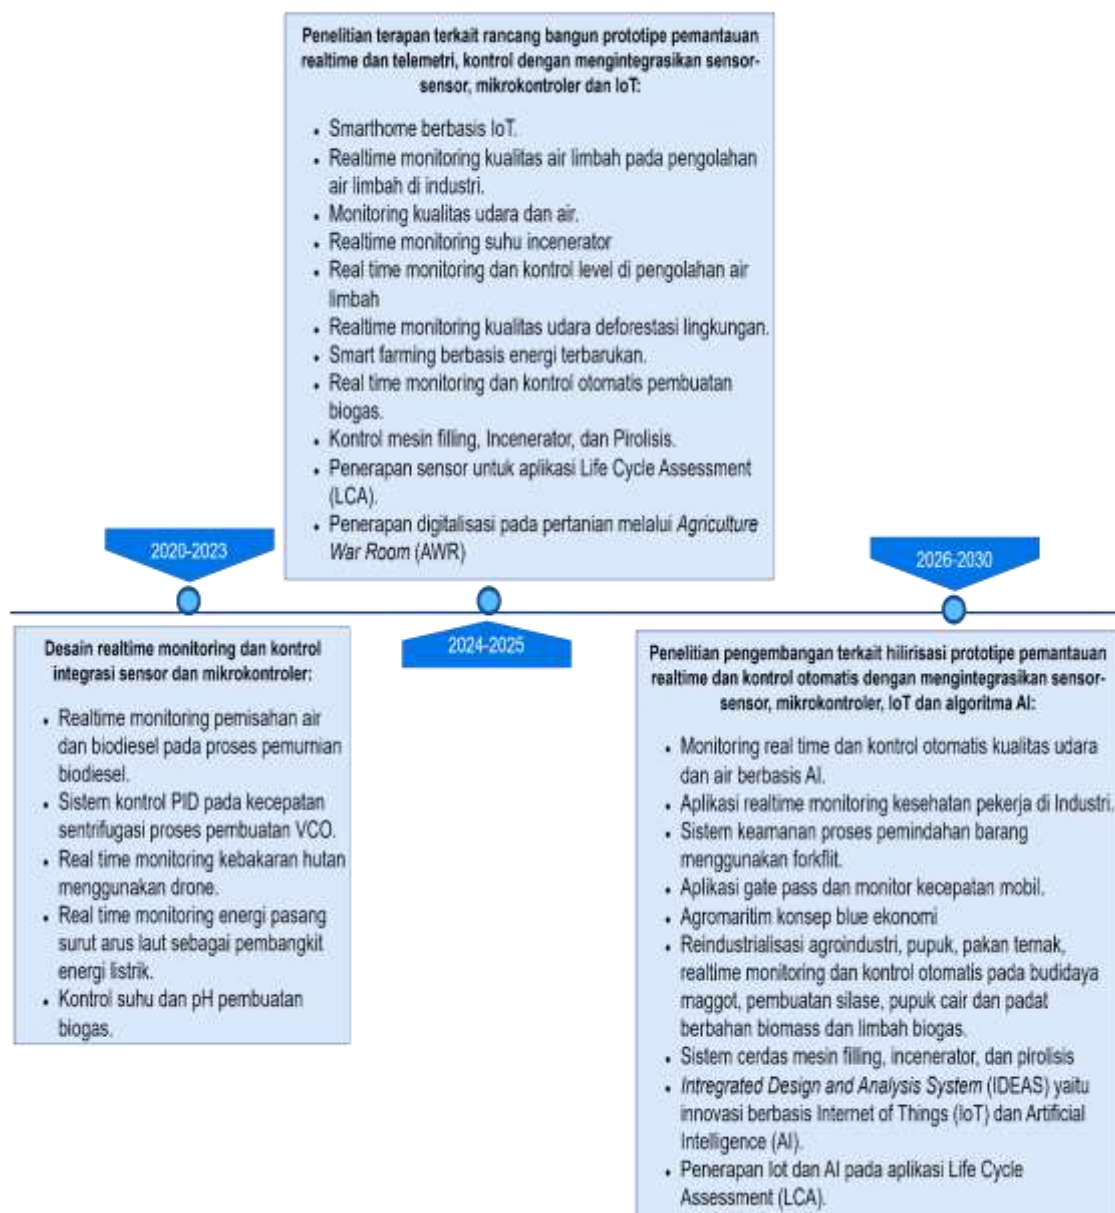 Penelitian terapan terkait rancang bangun prototipe pemantauan
realtime dan telemetri, kontrol dengan mengintegrasikan sensor-
sensor, mikrokontroler dan IoT:
• Smarthome berbasis IoT.
• Realtime monitoring kualitas air limbah pada pengolahan
air limbah di industri.
• Monitoring kualitas udara dan air.
• Realtime monitoring suhu incenerator
• Real time monitoring dan kontrol level di pengolahan air
limbah
• Realtime monitoring kualitas udara deforestasi lingkungan.
• Smart farming berbasis energi terbarukan.
• Real time monitoring dan kontrol otomatis pembuatan
biogas.
• Kontrol mesin filling, Incenerator, dan Pirolisis.
• Penerapan sensor untuk aplikasi Life Cycle Assessment
(LCA).
• Penerapan digitalisasi pada pertanian melalui Agriculture
War Room (AWR)
2020-2023
2024-2025
2026-2030
Desain realtime monitoring dan kontrol
integrasi sensor dan mikrokontroler:
• Realtime monitoring pemisahan air
dan biodiesel pada proses pemurnian
biodiesel.
• Sistem kontrol PID pada kecepatan
sentrifugasi proses pembuatan VCO.
• Real time monitoring kebakaran hutan
menggunakan drone.
• Real time monitoring energi pasang
surut arus laut sebagai pembangkit
energi listrik.
• Kontrol suhu dan pH pembuatan
biogas.
Penelitian pengembangan terkait hilirisasi prototipe pemantauan
realtime dan kontrol otomatis dengan mengintegrasikan sensor-
sensor, mikrokontroler, IoT dan algoritma AI:
• Monitoring real time dan kontrol otomatis kualitas udara
dan air berbasis AI.
• Aplikasi realtime monitoring kesehatan pekerja di Industri.
• Sistem keamanan proses pemindahan barang
menggunakan forkflit.
• Aplikasi gate pass dan monitor kecepatan mobil.
• Agromaritim konsep blue ekonomi
• Reindustrialisasi agroindustri, pupuk, pakan ternak,
realtime monitoring dan kontrol otomatis pada budidaya
maggot, pembuatan silase, pupuk cair dan padat
berbahan biomass dan limbah biogas.
• Sistem cerdas mesin filling, incenerator, dan pirolisis
• Intregrated Design and Analysis System (IDEAS) yaitu
innovasi berbasis Internet of Things (IoT) dan Artificial
Intelligence (AI).
• Penerapan Iot dan AI pada aplikasi Life Cycle
Assessment (LCA).